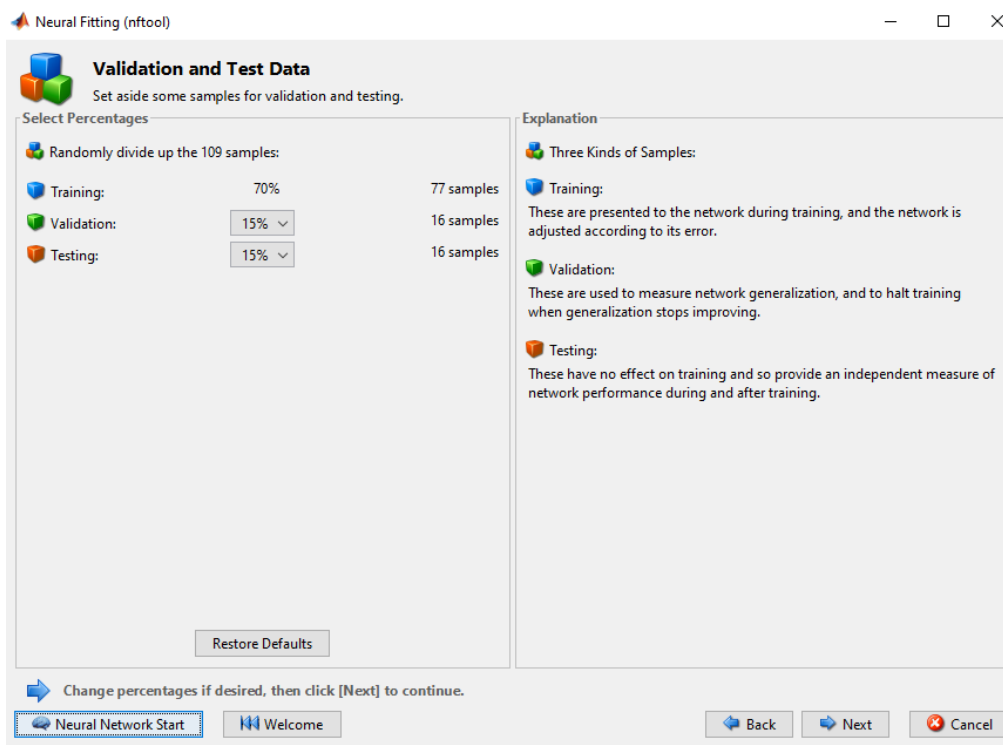 Neural Fitting (nftool)
Validation and Test Data
Set aside some samples for validation and testing.
Select Percentages
Randomly divide up the 109 samples:
Training: 70% 77 samples
Validation: 15% 16 samples
Testing: 15% 16 samples
Restore Defaults
Explanation
Three Kinds of Samples:
Training:
These are presented to the network during training, and the network is
adjusted according to its error.
Validation:
These are used to measure network generalization, and to halt training
when generalization stops improving.
Testing:
These have no effect on training and so provide an independent measure of
network performance during and after training.
Change percentages if desired, then click [Next] to continue.
Neural Network Start Welcome Back Next Cancel